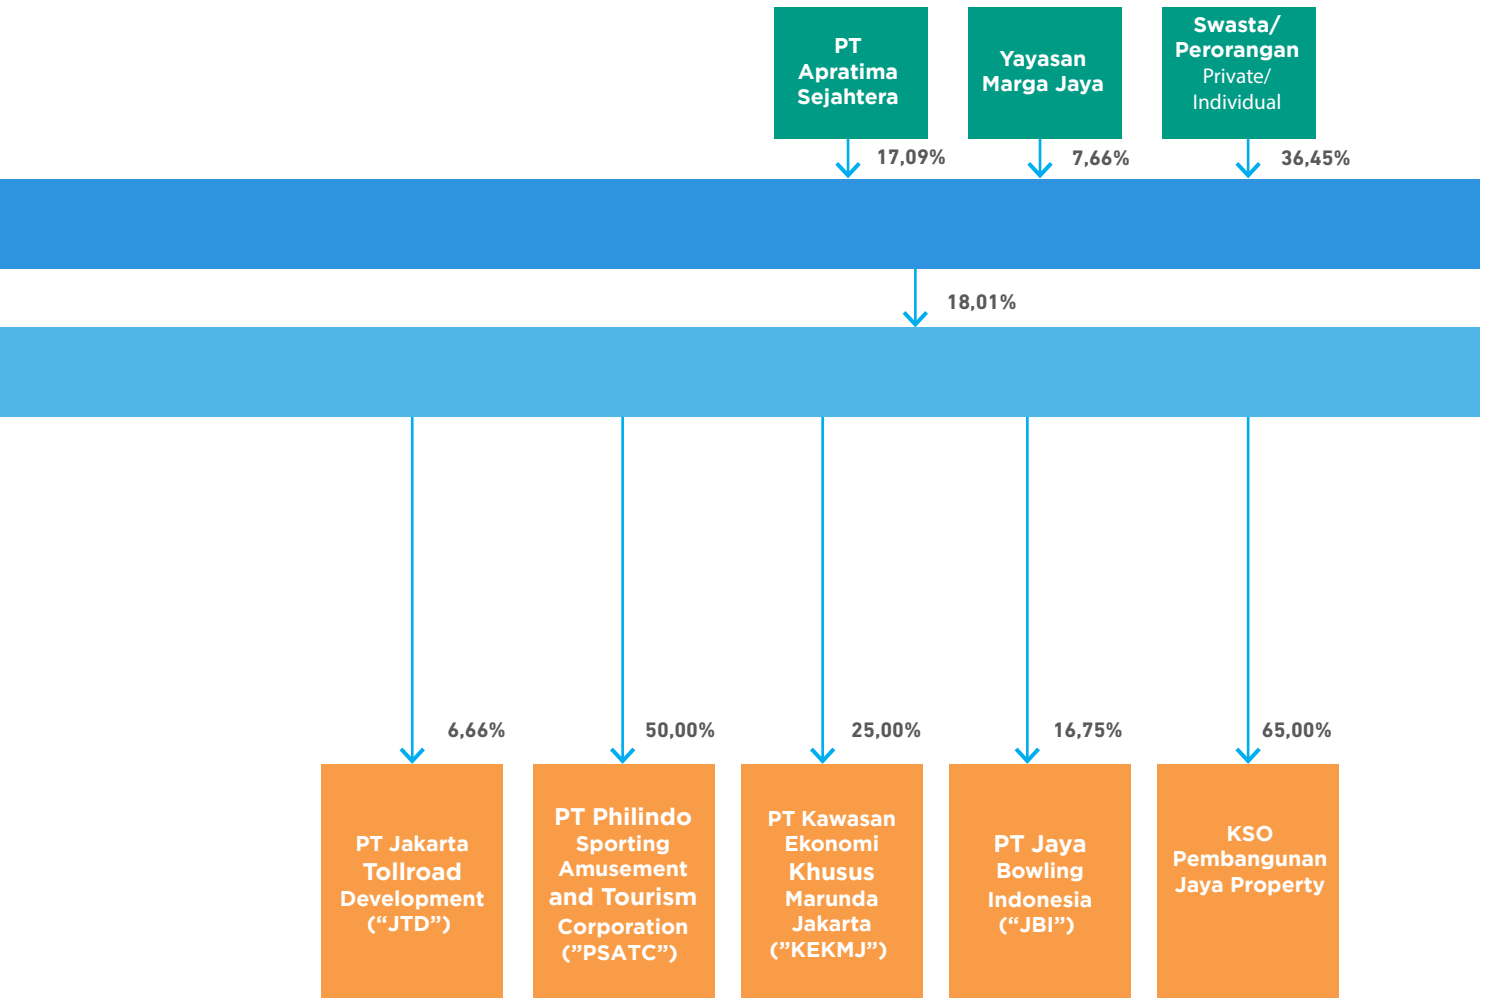 PT
Apratima
Sejahtera
Yayasan
Marga Jaya
Swasta/
Perorangan
Private/
Individual
17,09%
7,66%
36,45%
18,01%
6,66%
50,00%
25,00%
16,75%
65,00%
PT Jakarta
Tollroad
Development
(“JTD”)
PT Philindo
Sporting
Amusement
and Tourism
Corporation
(”PSATC”)
PT Kawasan
Ekonomi
Khusus
Marunda
Jakarta
(”KEKMJ”)
PT Jaya
Bowling
Indonesia
(“JBI”)
KSO
Pembangunan
Jaya Property